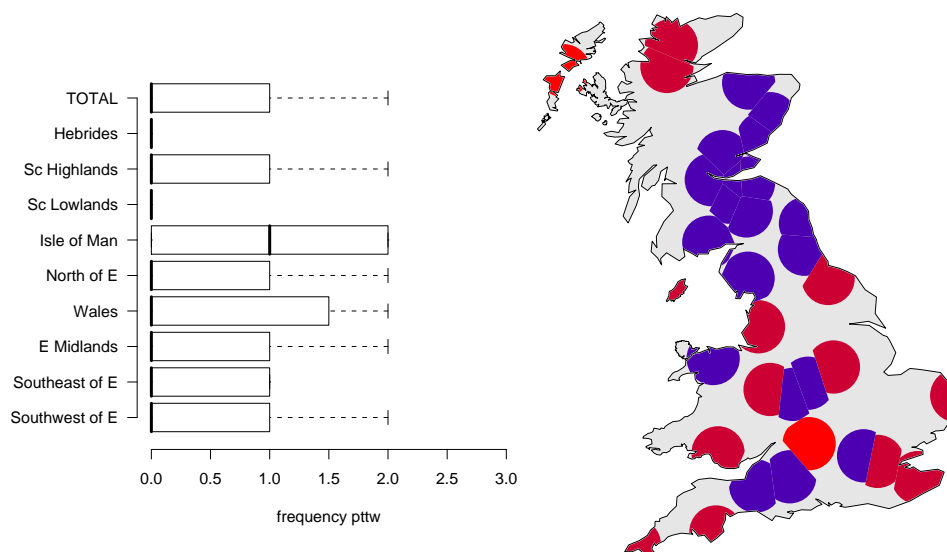 TOTAL
Hebrides
Sc Highlands
Sc Lowlands
Isle of Man
North of E
Wales
E Midlands
Southeast of E
Southwest of E
0.0 0.5 1.0 1.5 2.0 2.5 3.0
frequency pttw